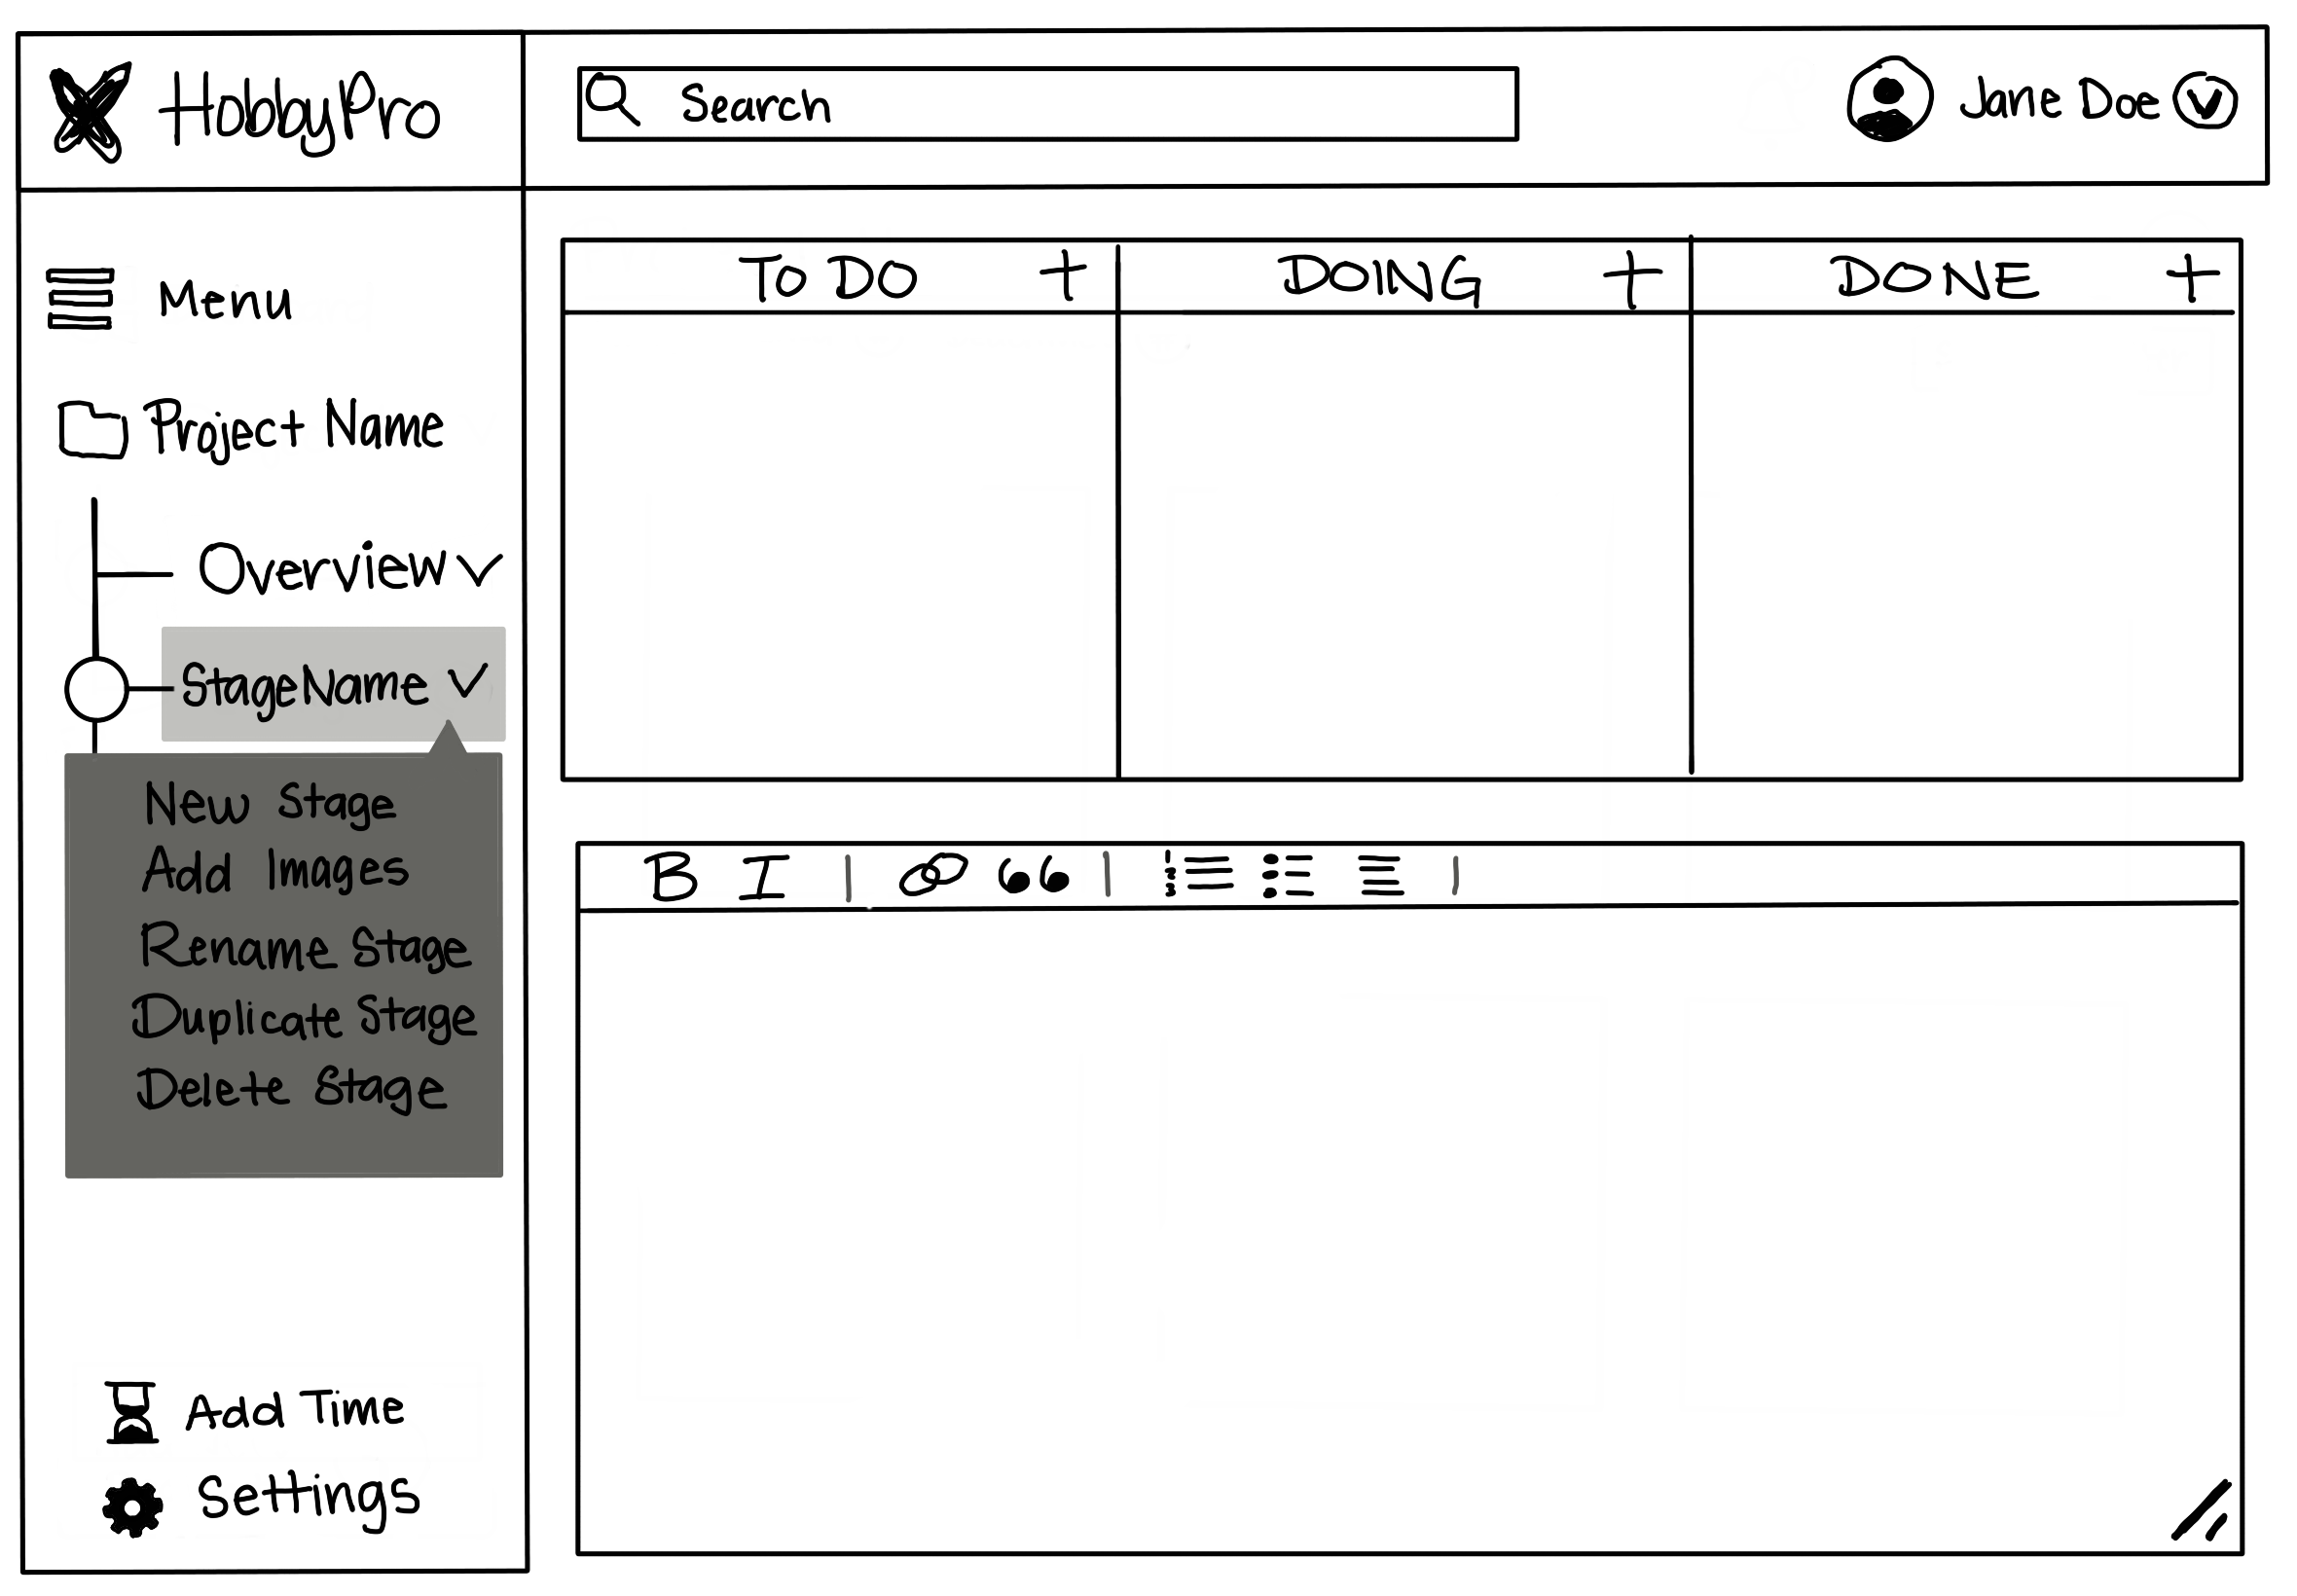 HobbyPro
Search
Jane Doe
Menu
Project Name
Overview
StageName
New Stage
Add Images
Rename Stage
Duplicate Stage
Delete Stage
Add Time
Settings
TO DO + DOING + DONE +
B I | “ | |